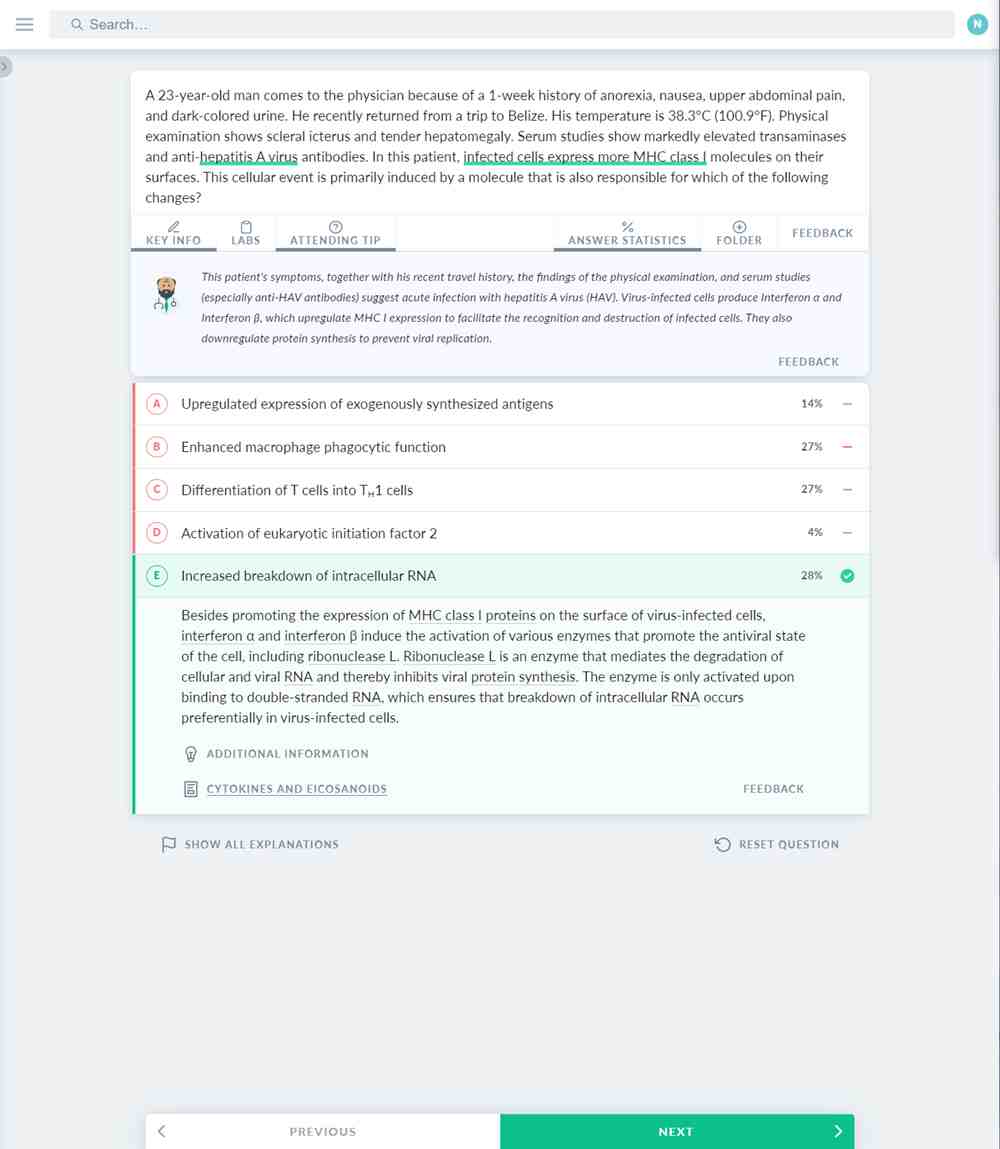 Search...
N
A 23-year-old man comes to the physician because of a 1-week history of anorexia, nausea, upper abdominal pain,
and dark-colored urine. He recently returned from a trip to Belize. His temperature is 38.3°C (100.9°F). Physical
examination shows scleral icterus and tender hepatomegaly. Serum studies show markedly elevated transaminases
and anti-hepatitis A virus antibodies. In this patient, infected cells express more MHC class I molecules on their
surfaces. This cellular event is primarily induced by a molecule that is also responsible for which of the following
changes?
KEY INFO LABS ATTENDING TIP ANSWER STATISTICS FOLDER FEEDBACK
This patient's symptoms, together with his recent travel history, the findings of the physical examination, and serum studies
(especially anti-HAV antibodies) suggest acute infection with hepatitis A virus (HAV). Virus-infected cells produce Interferon α and
Interferon β, which upregulate MHC I expression to facilitate the recognition and destruction of infected cells. They also
downregulate protein synthesis to prevent viral replication.
FEEDBACK
A Upregulated expression of exogenously synthesized antigens 14%
B Enhanced macrophage phagocytic function 27%
C Differentiation of T cells into TH1 cells 27%
D Activation of eukaryotic initiation factor 2 4%
E Increased breakdown of intracellular RNA 28%
Besides promoting the expression of MHC class I proteins on the surface of virus-infected cells,
interferon α and interferon β induce the activation of various enzymes that promote the antiviral state
of the cell, including ribonuclease L. Ribonuclease L is an enzyme that mediates the degradation of
cellular and viral RNA and thereby inhibits viral protein synthesis. The enzyme is only activated upon
binding to double-stranded RNA, which ensures that breakdown of intracellular RNA occurs
preferentially in virus-infected cells.
ADDITIONAL INFORMATION
CYTOKINES AND EICOSANOIDS FEEDBACK
SHOW ALL EXPLANATIONS RESET QUESTION
PREVIOUS NEXT